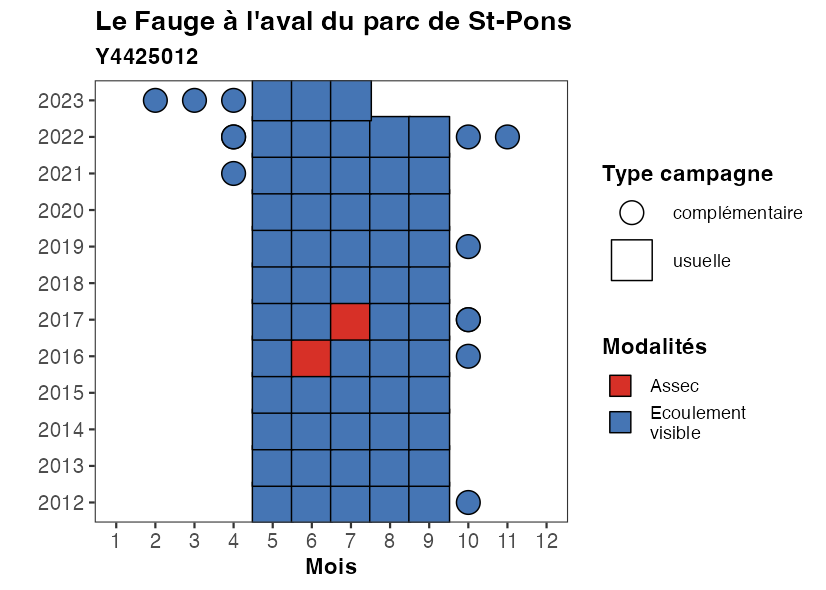 Le Fauge à l'aval du parc de St-Pons
Y4425012
2023
2022
2021
2020
2019
2018
2017
2016
2015
2014
2013
2012
1 2 3 4 5 6 7 8 9 10 11 12
Mois
Type campagne
complémentaire
usuelle
Modalités
Assec
Ecoulement
visible